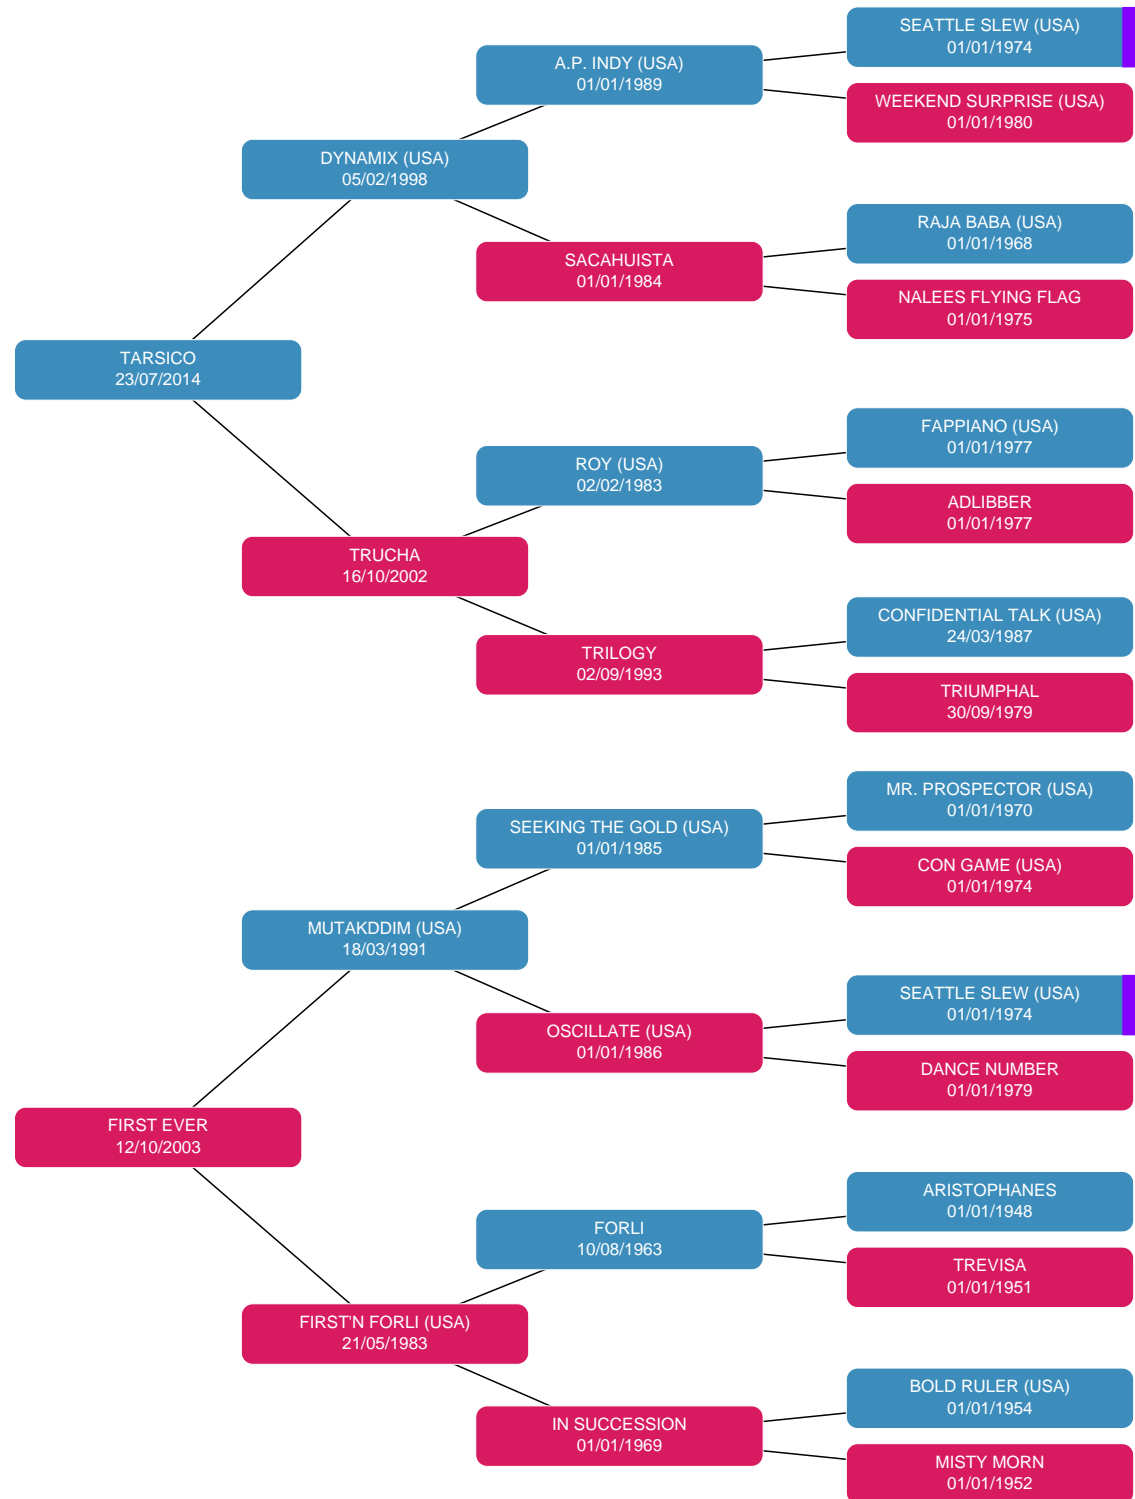 SEATTLE SLEW (USA)
01/01/1974
A.P. INDY (USA)
01/01/1989
WEEKEND SURPRISE (USA)
01/01/1980
DYNAMIX (USA)
05/02/1998
RAJA BABA (USA)
01/01/1968
SACAHUISTA
01/01/1984
NALEES FLYING FLAG
01/01/1975
TARSICO
23/07/2014
FAPPIANO (USA)
01/01/1977
ROY (USA)
02/02/1983
ADLIBBER
01/01/1977
TRUCHA
16/10/2002
CONFIDENTIAL TALK (USA)
24/03/1987
TRILOGY
02/09/1993
TRIUMPHAL
30/09/1979
MR. PROSPECTOR (USA)
01/01/1970
SEEKING THE GOLD (USA)
01/01/1985
CON GAME (USA)
01/01/1974
MUTAKDDIM (USA)
18/03/1991
SEATTLE SLEW (USA)
01/01/1974
OSCILLATE (USA)
01/01/1986
DANCE NUMBER
01/01/1979
FIRST EVER
12/10/2003
ARISTOPHANES
01/01/1948
FORLI
10/08/1963
TREVISA
01/01/1951
FIRST'N FORLI (USA)
21/05/1983
BOLD RULER (USA)
01/01/1954
IN SUCCESSION
01/01/1969
MISTY MORN
01/01/1952